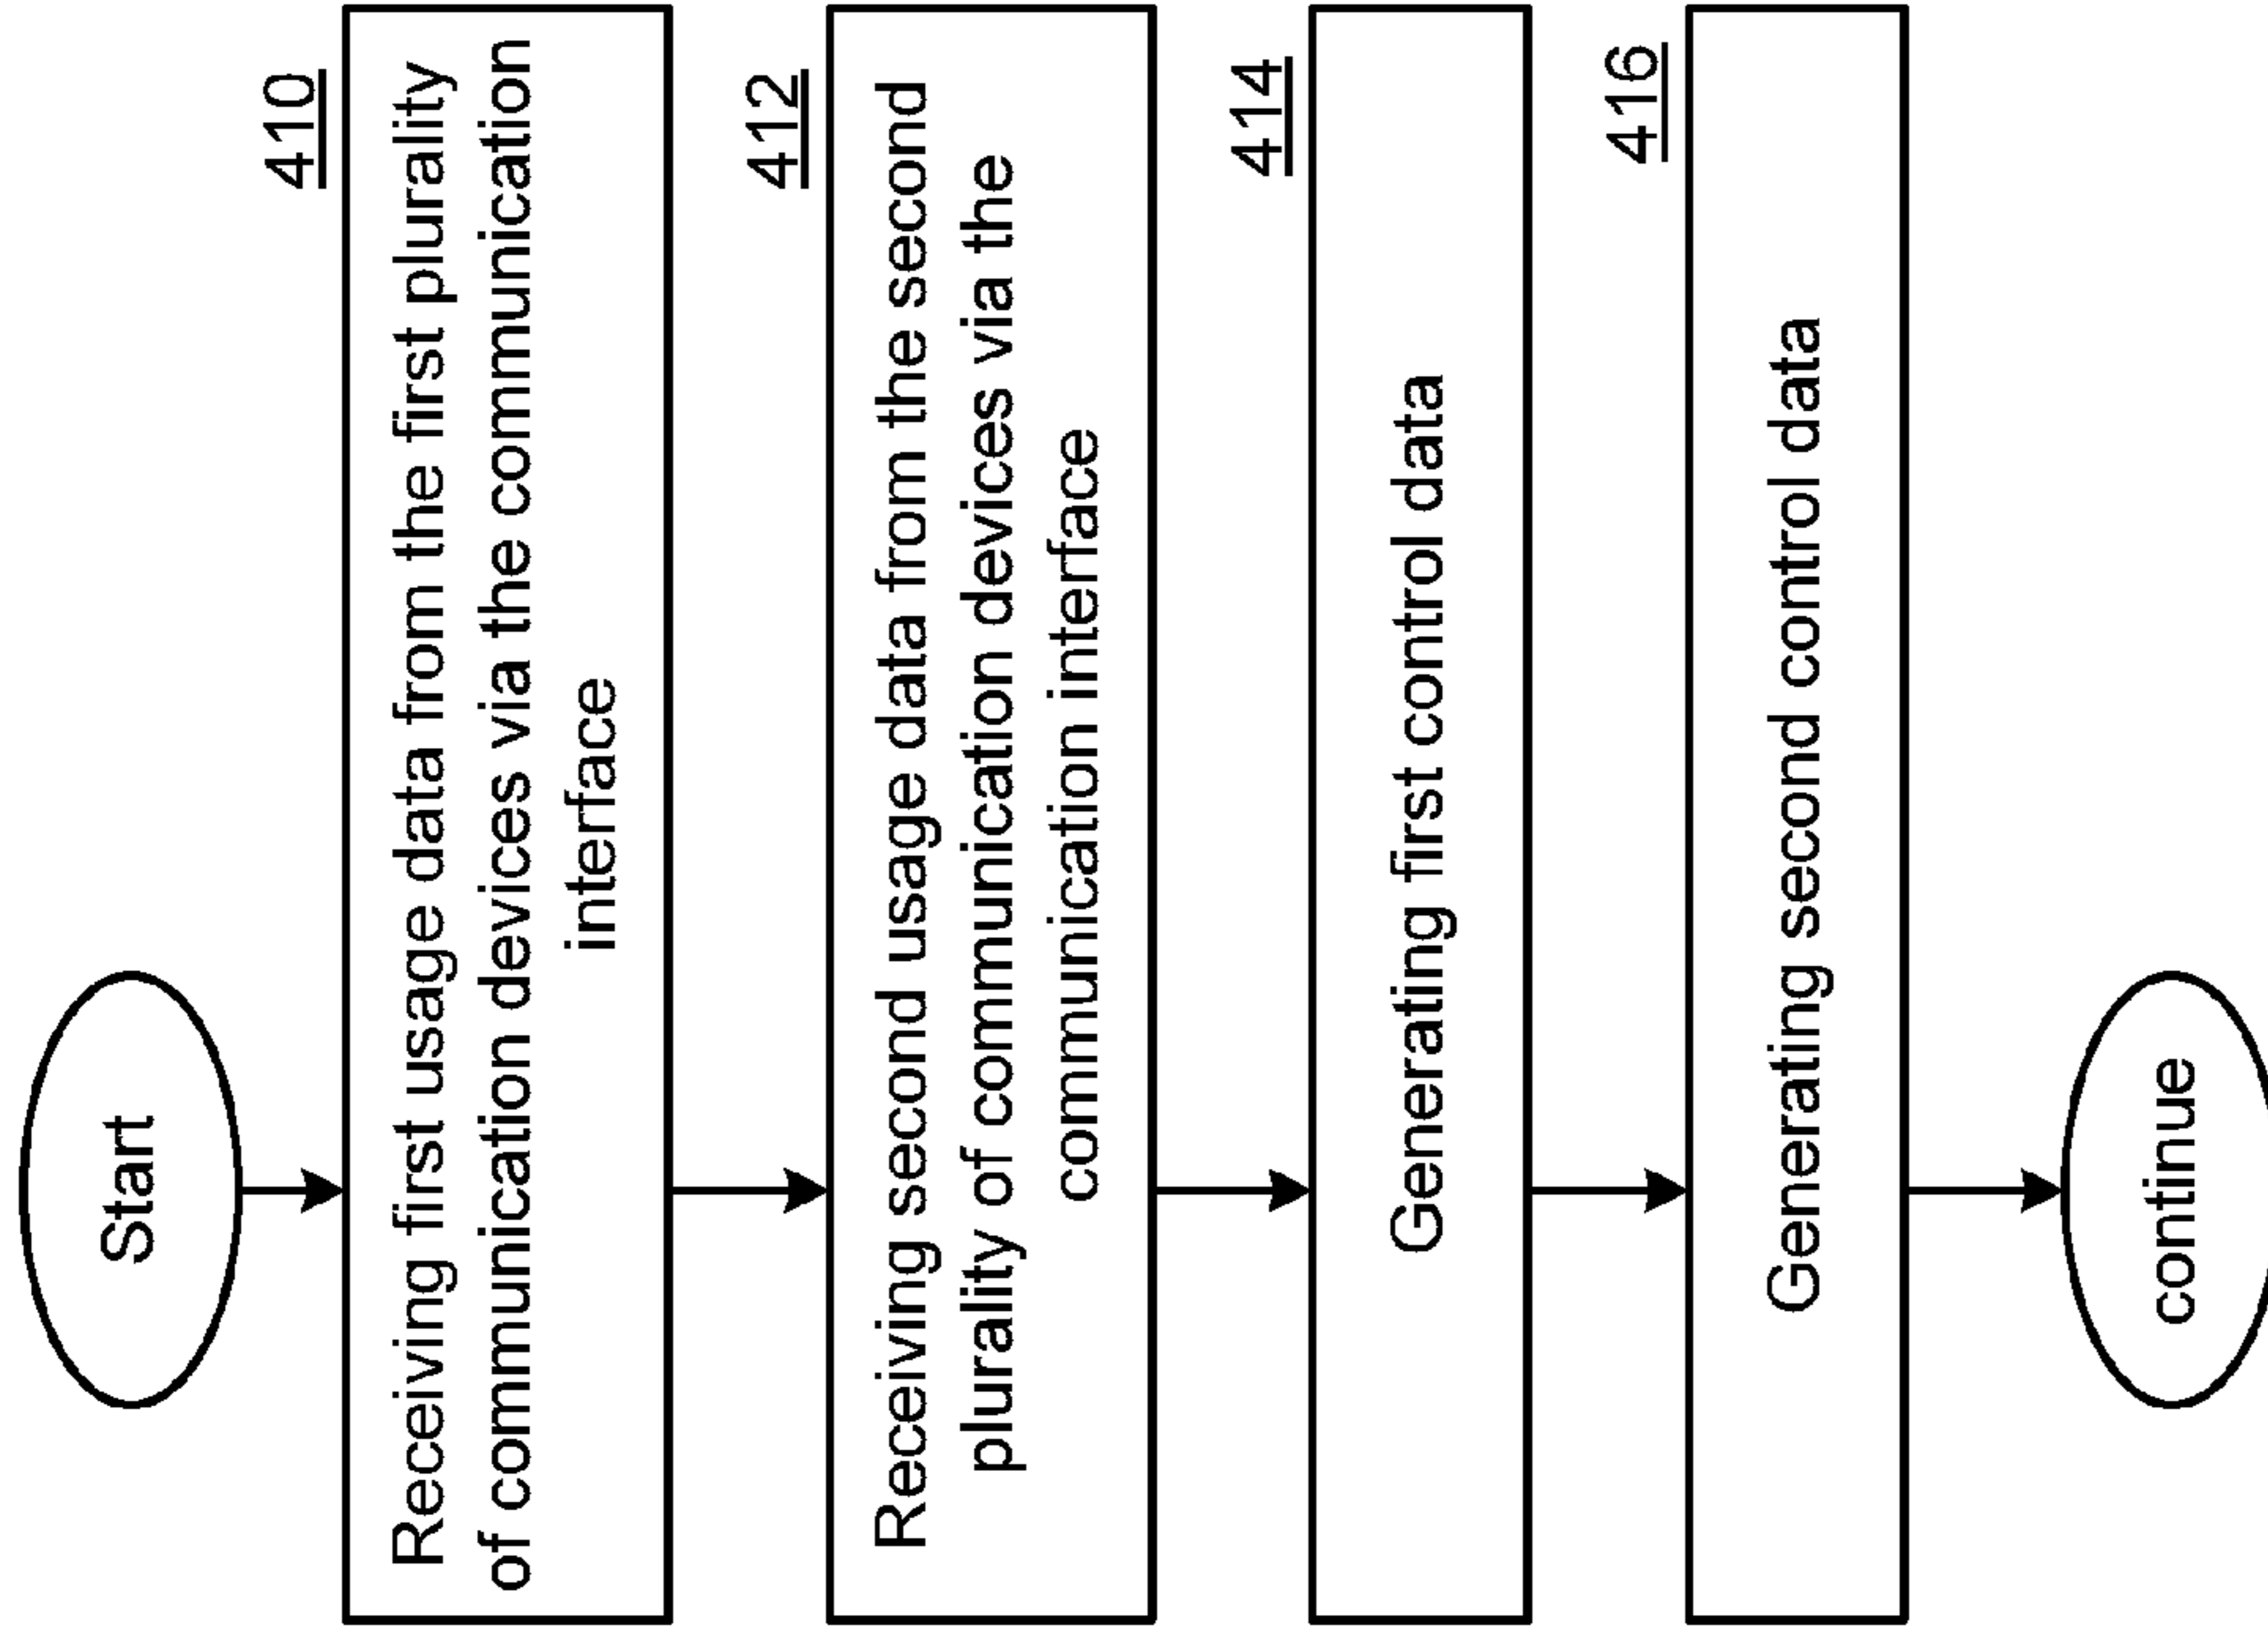 Start
410
Receiving first usage data from the first plurality
of communication devices via the communication
interface
412
Receiving second usage data from the second
plurality of communication devices via the
communication interface
414
Generating first control data
416
Generating second control data
continue